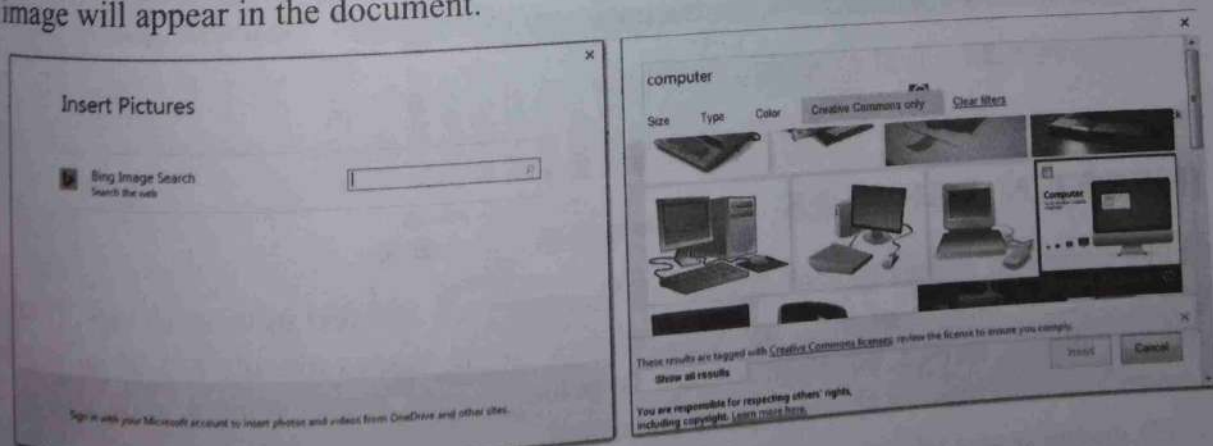 image will appear in the document.
Insert Pictures
Bing Image Search
Search the web
Sign in with your Microsoft account to insert photos and videos from OneDrive and other sites.
computer
Size Type Color Creative Commons only Clear filters
Computer
These results are tagged with Creative Commons licenses review the license to ensure you comply.
Show all results
Insert Cancel
You are responsible for respecting others' rights,
including copyright. Learn more here.